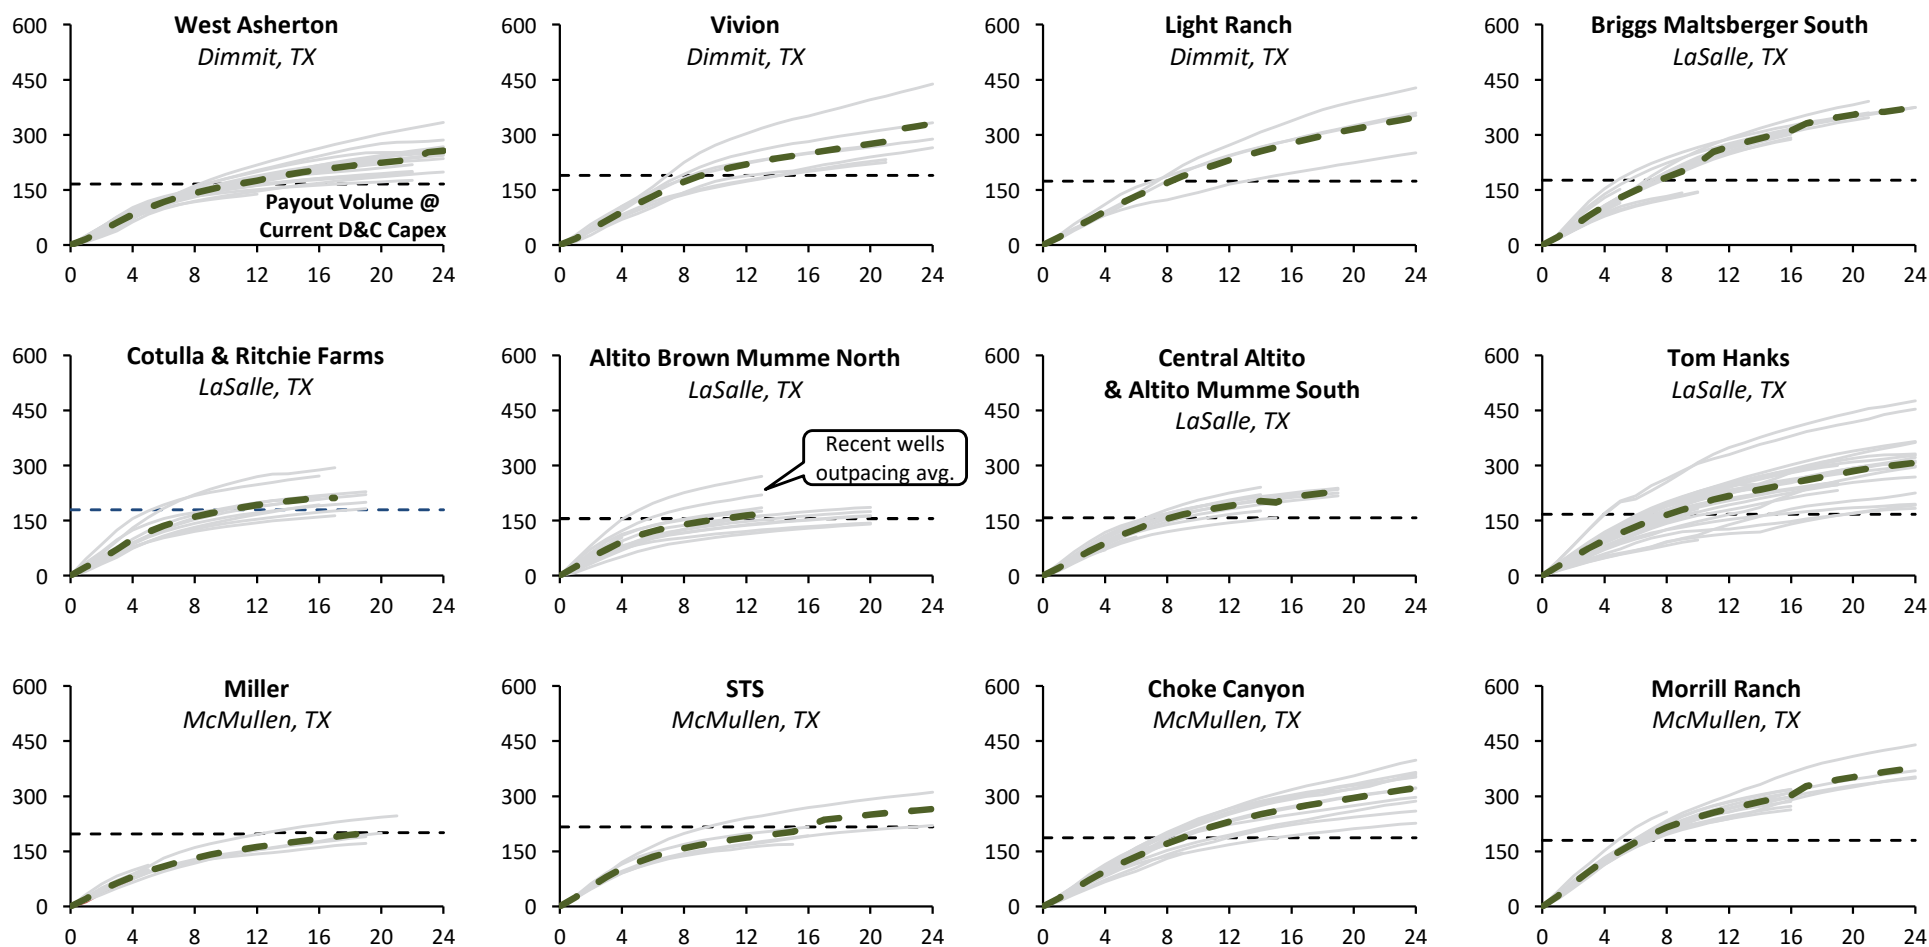 West Asherton
Dimmit, TX
600
450
300
150
0
Payout Volume @
Current D&C Capex
0 4 8 12 16 20 24
Vivion
Dimmit, TX
600
450
300
150
0
0 4 8 12 16 20 24
Light Ranch
Dimmit, TX
600
450
300
150
0
0 4 8 12 16 20 24
Briggs Maltsberger South
LaSalle, TX
600
450
300
150
0
0 4 8 12 16 20 24
Cotulla & Ritchie Farms
LaSalle, TX
600
450
300
150
0
0 4 8 12 16 20 24
Altito Brown Mumme North
LaSalle, TX
600
450
300
150
0
Recent wells
outpacing avg.
0 4 8 12 16 20 24
Central Altito
& Altito Mumme South
LaSalle, TX
600
450
300
150
0
0 4 8 12 16 20 24
Tom Hanks
LaSalle, TX
600
450
300
150
0
0 4 8 12 16 20 24
Miller
McMullen, TX
600
450
300
150
0
0 4 8 12 16 20 24
STS
McMullen, TX
600
450
300
150
0
0 4 8 12 16 20 24
Choke Canyon
McMullen, TX
600
450
300
150
0
0 4 8 12 16 20 24
Morrill Ranch
McMullen, TX
600
450
300
150
0
0 4 8 12 16 20 24